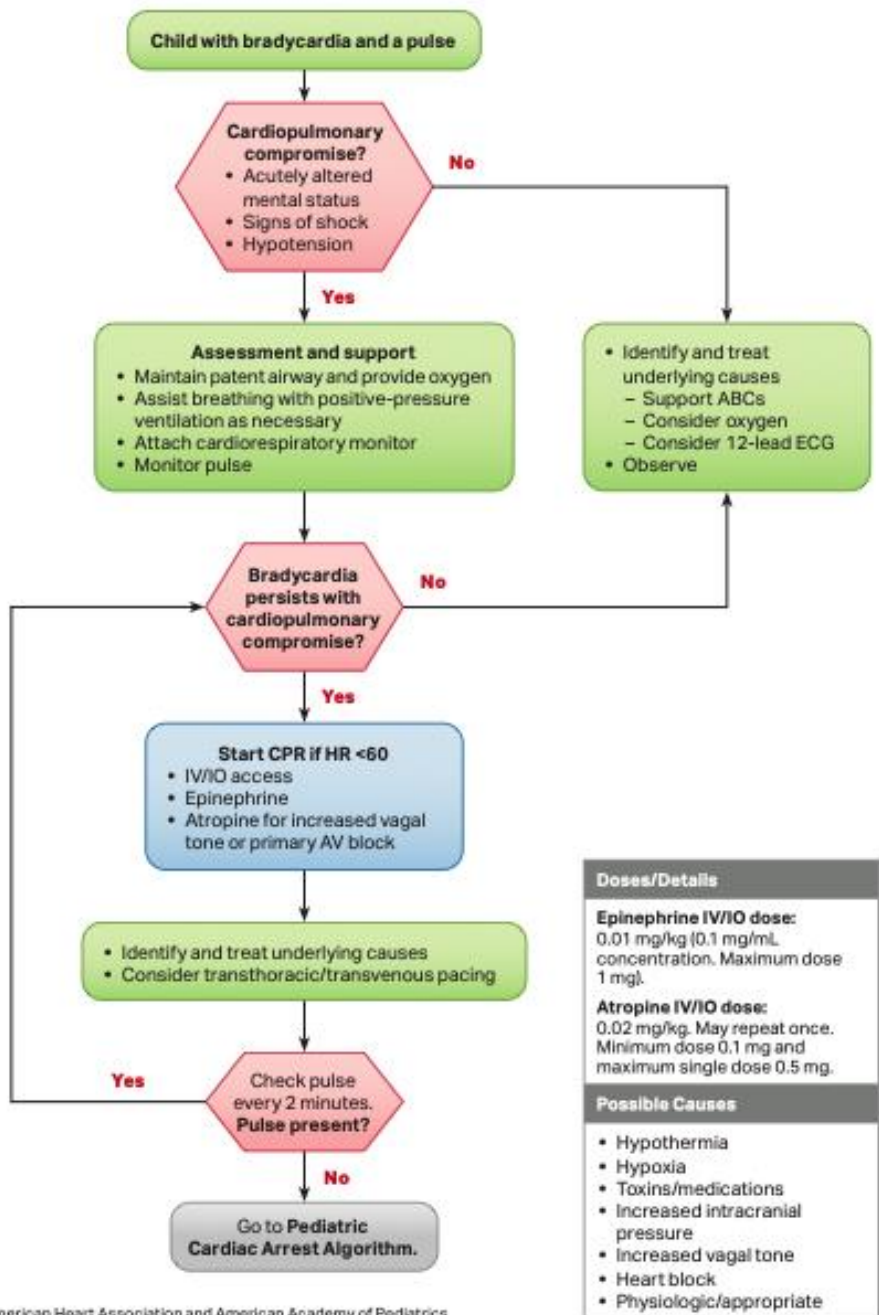 Child with bradycardia and a pulse
Cardiopulmonary
compromise?
• Acutely altered
mental status
• Signs of shock
• Hypotension
No
Yes
Assessment and support
• Maintain patent airway and provide oxygen
• Assist breathing with positive-pressure
ventilation as necessary
• Attach cardiorespiratory monitor
• Monitor pulse
• Identify and treat
underlying causes
– Support ABCs
– Consider oxygen
– Consider 12-lead ECG
• Observe
Bradycardia
persists with
cardiopulmonary
compromise?
No
Yes
Start CPR if HR <60
• IV/IO access
• Epinephrine
• Atropine for increased vagal
tone or primary AV block
• Identify and treat underlying causes
• Consider transthoracic/transvenous pacing
Check pulse
every 2 minutes.
Pulse present?
Yes
No
Go to Pediatric
Cardiac Arrest Algorithm.
Doses/Details
Epinephrine IV/IO dose:
0.01 mg/kg (0.1 mg/mL
concentration. Maximum dose
1 mg).
Atropine IV/IO dose:
0.02 mg/kg. May repeat once.
Minimum dose 0.1 mg and
maximum single dose 0.5 mg.
Possible Causes
• Hypothermia
• Hypoxia
• Toxins/medications
• Increased intracranial
pressure
• Increased vagal tone
• Heart block
• Physiologic/appropriate
American Heart Association and American Academy of Pediatrics